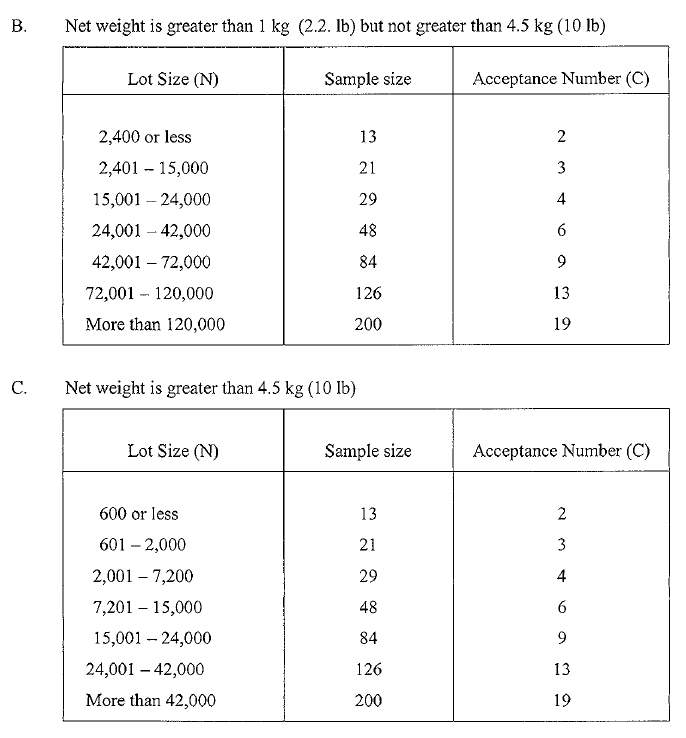 B. Net weight is greater than 1 kg (2.2. lb) but not greater than 4.5 kg (10 lb)
Lot Size (N) Sample size Acceptance Number (C)
2,400 or less 13 2
2,401 – 15,000 21 3
15,001 – 24,000 29 4
24,001 – 42,000 48 6
42,001 – 72,000 84 9
72,001 – 120,000 126 13
More than 120,000 200 19
C. Net weight is greater than 4.5 kg (10 lb)
Lot Size (N) Sample size Acceptance Number (C)
600 or less 13 2
601 – 2,000 21 3
2,001 – 7,200 29 4
7,201 – 15,000 48 6
15,001 – 24,000 84 9
24,001 – 42,000 126 13
More than 42,000 200 19